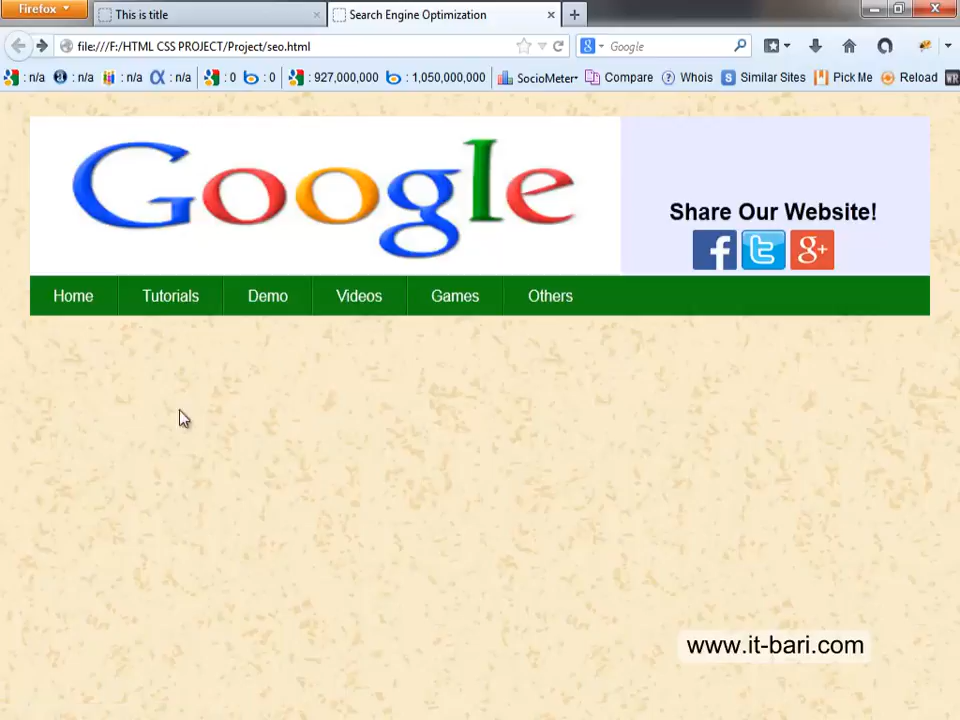 Firefox
This is title
Search Engine Optimization
file:///F:/HTML CSS PROJECT/Project/seo.html
Google
: n/a : n/a : n/a : n/a : 0 : 0 : 927,000,000 : 1,050,000,000 SocioMeter Compare Whois Similar Sites Pick Me Reload WR
Google
Share Our Website!
f t g+
Home Tutorials Demo Videos Games Others
www.it-bari.com